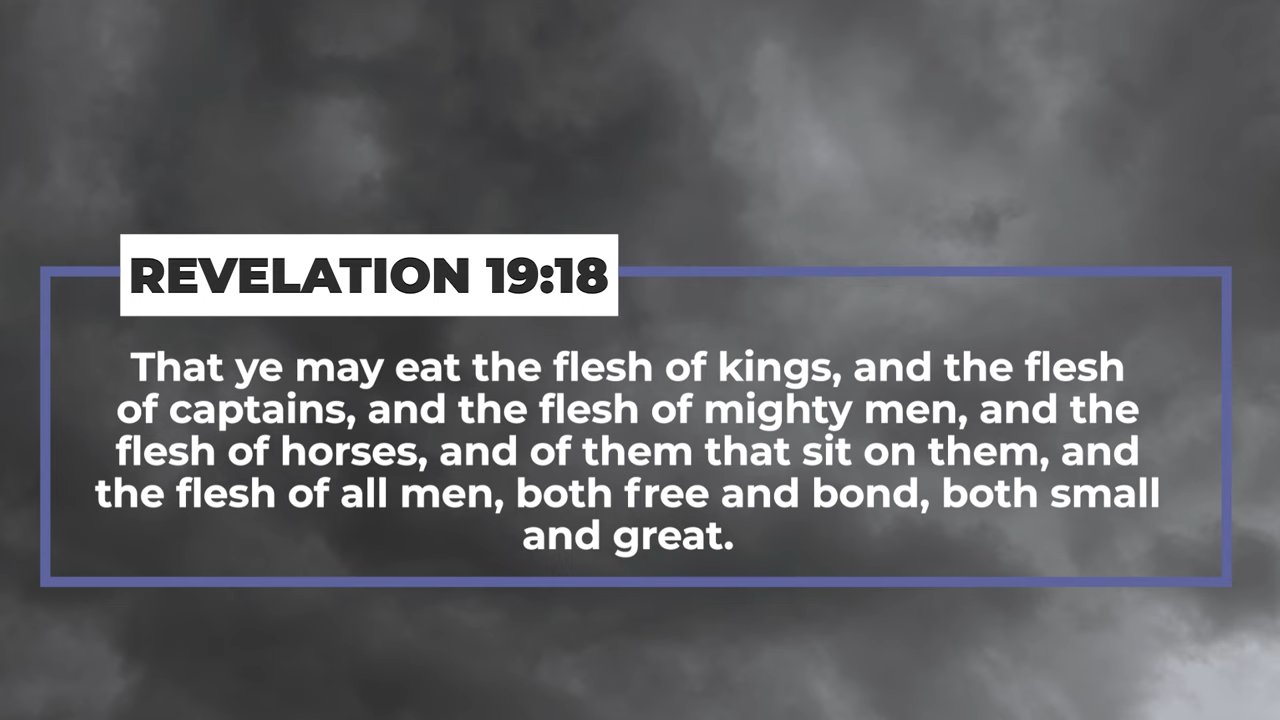 REVELATION 19:18
That ye may eat the flesh of kings, and the flesh
of captains, and the flesh of mighty men, and the
flesh of horses, and of them that sit on them, and
the flesh of all men, both free and bond, both small
and great.